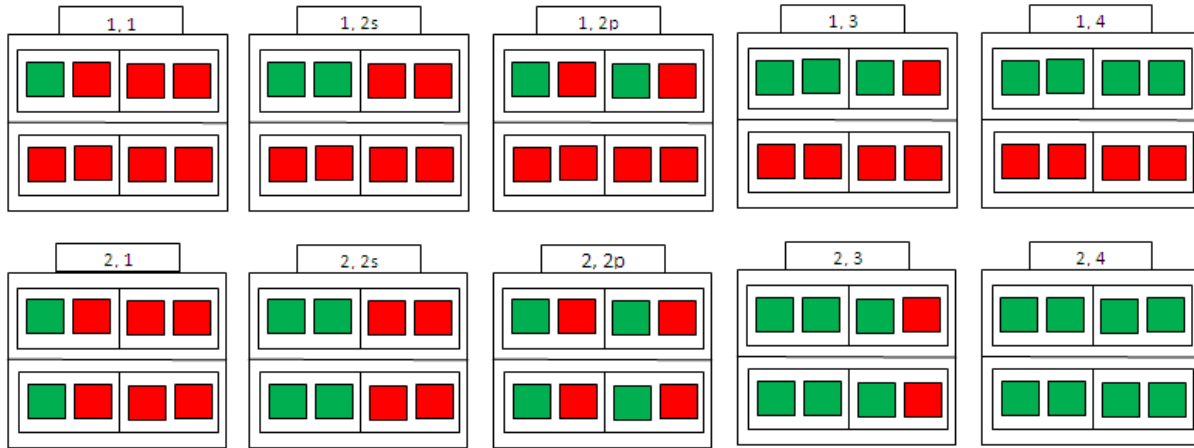 1, 1
1, 2s
1, 2p
1, 3
1, 4
2, 1
2, 2s
2, 2p
2, 3
2, 4